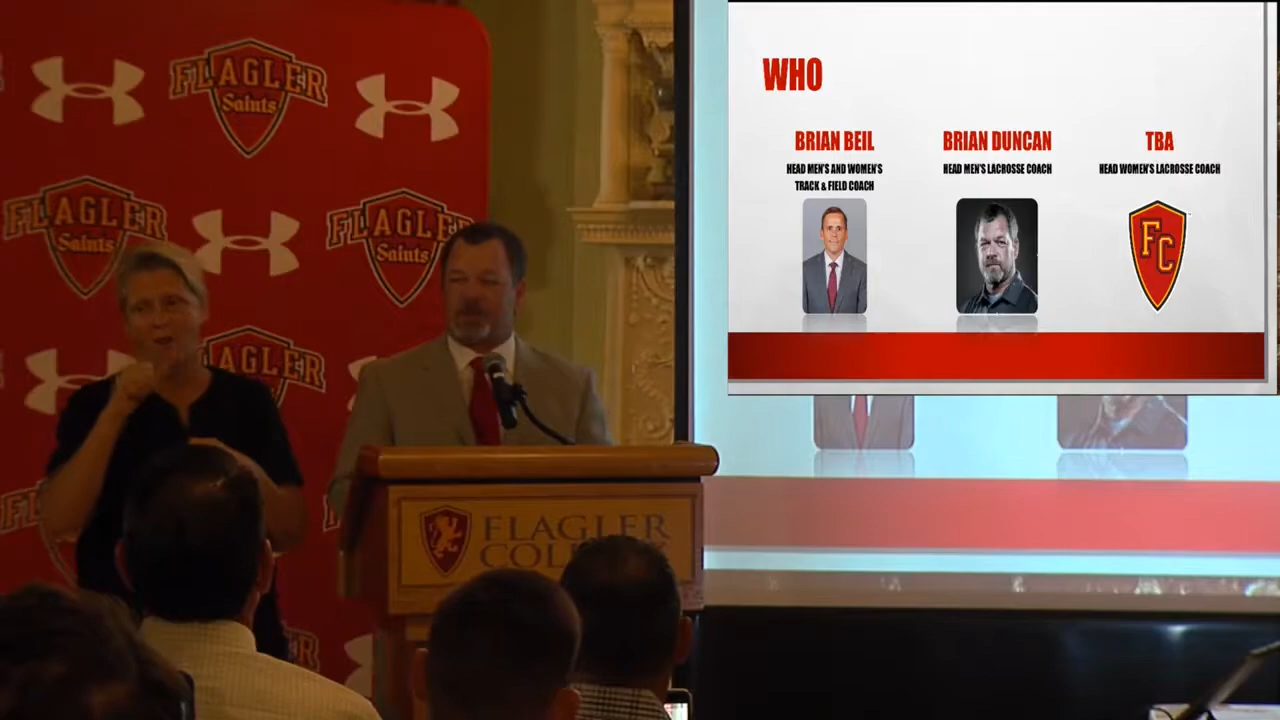 FLAGLER
Saints
FLAGLER
Saints
FLAGLER
Saints
FLAGLER
FLAGLER
WHO
BRIAN BEIL
HEAD MEN'S AND WOMEN'S
TRACK & FIELD COACH
BRIAN DUNCAN
HEAD MEN'S LACROSSE COACH
TBA
HEAD WOMEN'S LACROSSE COACH
FC